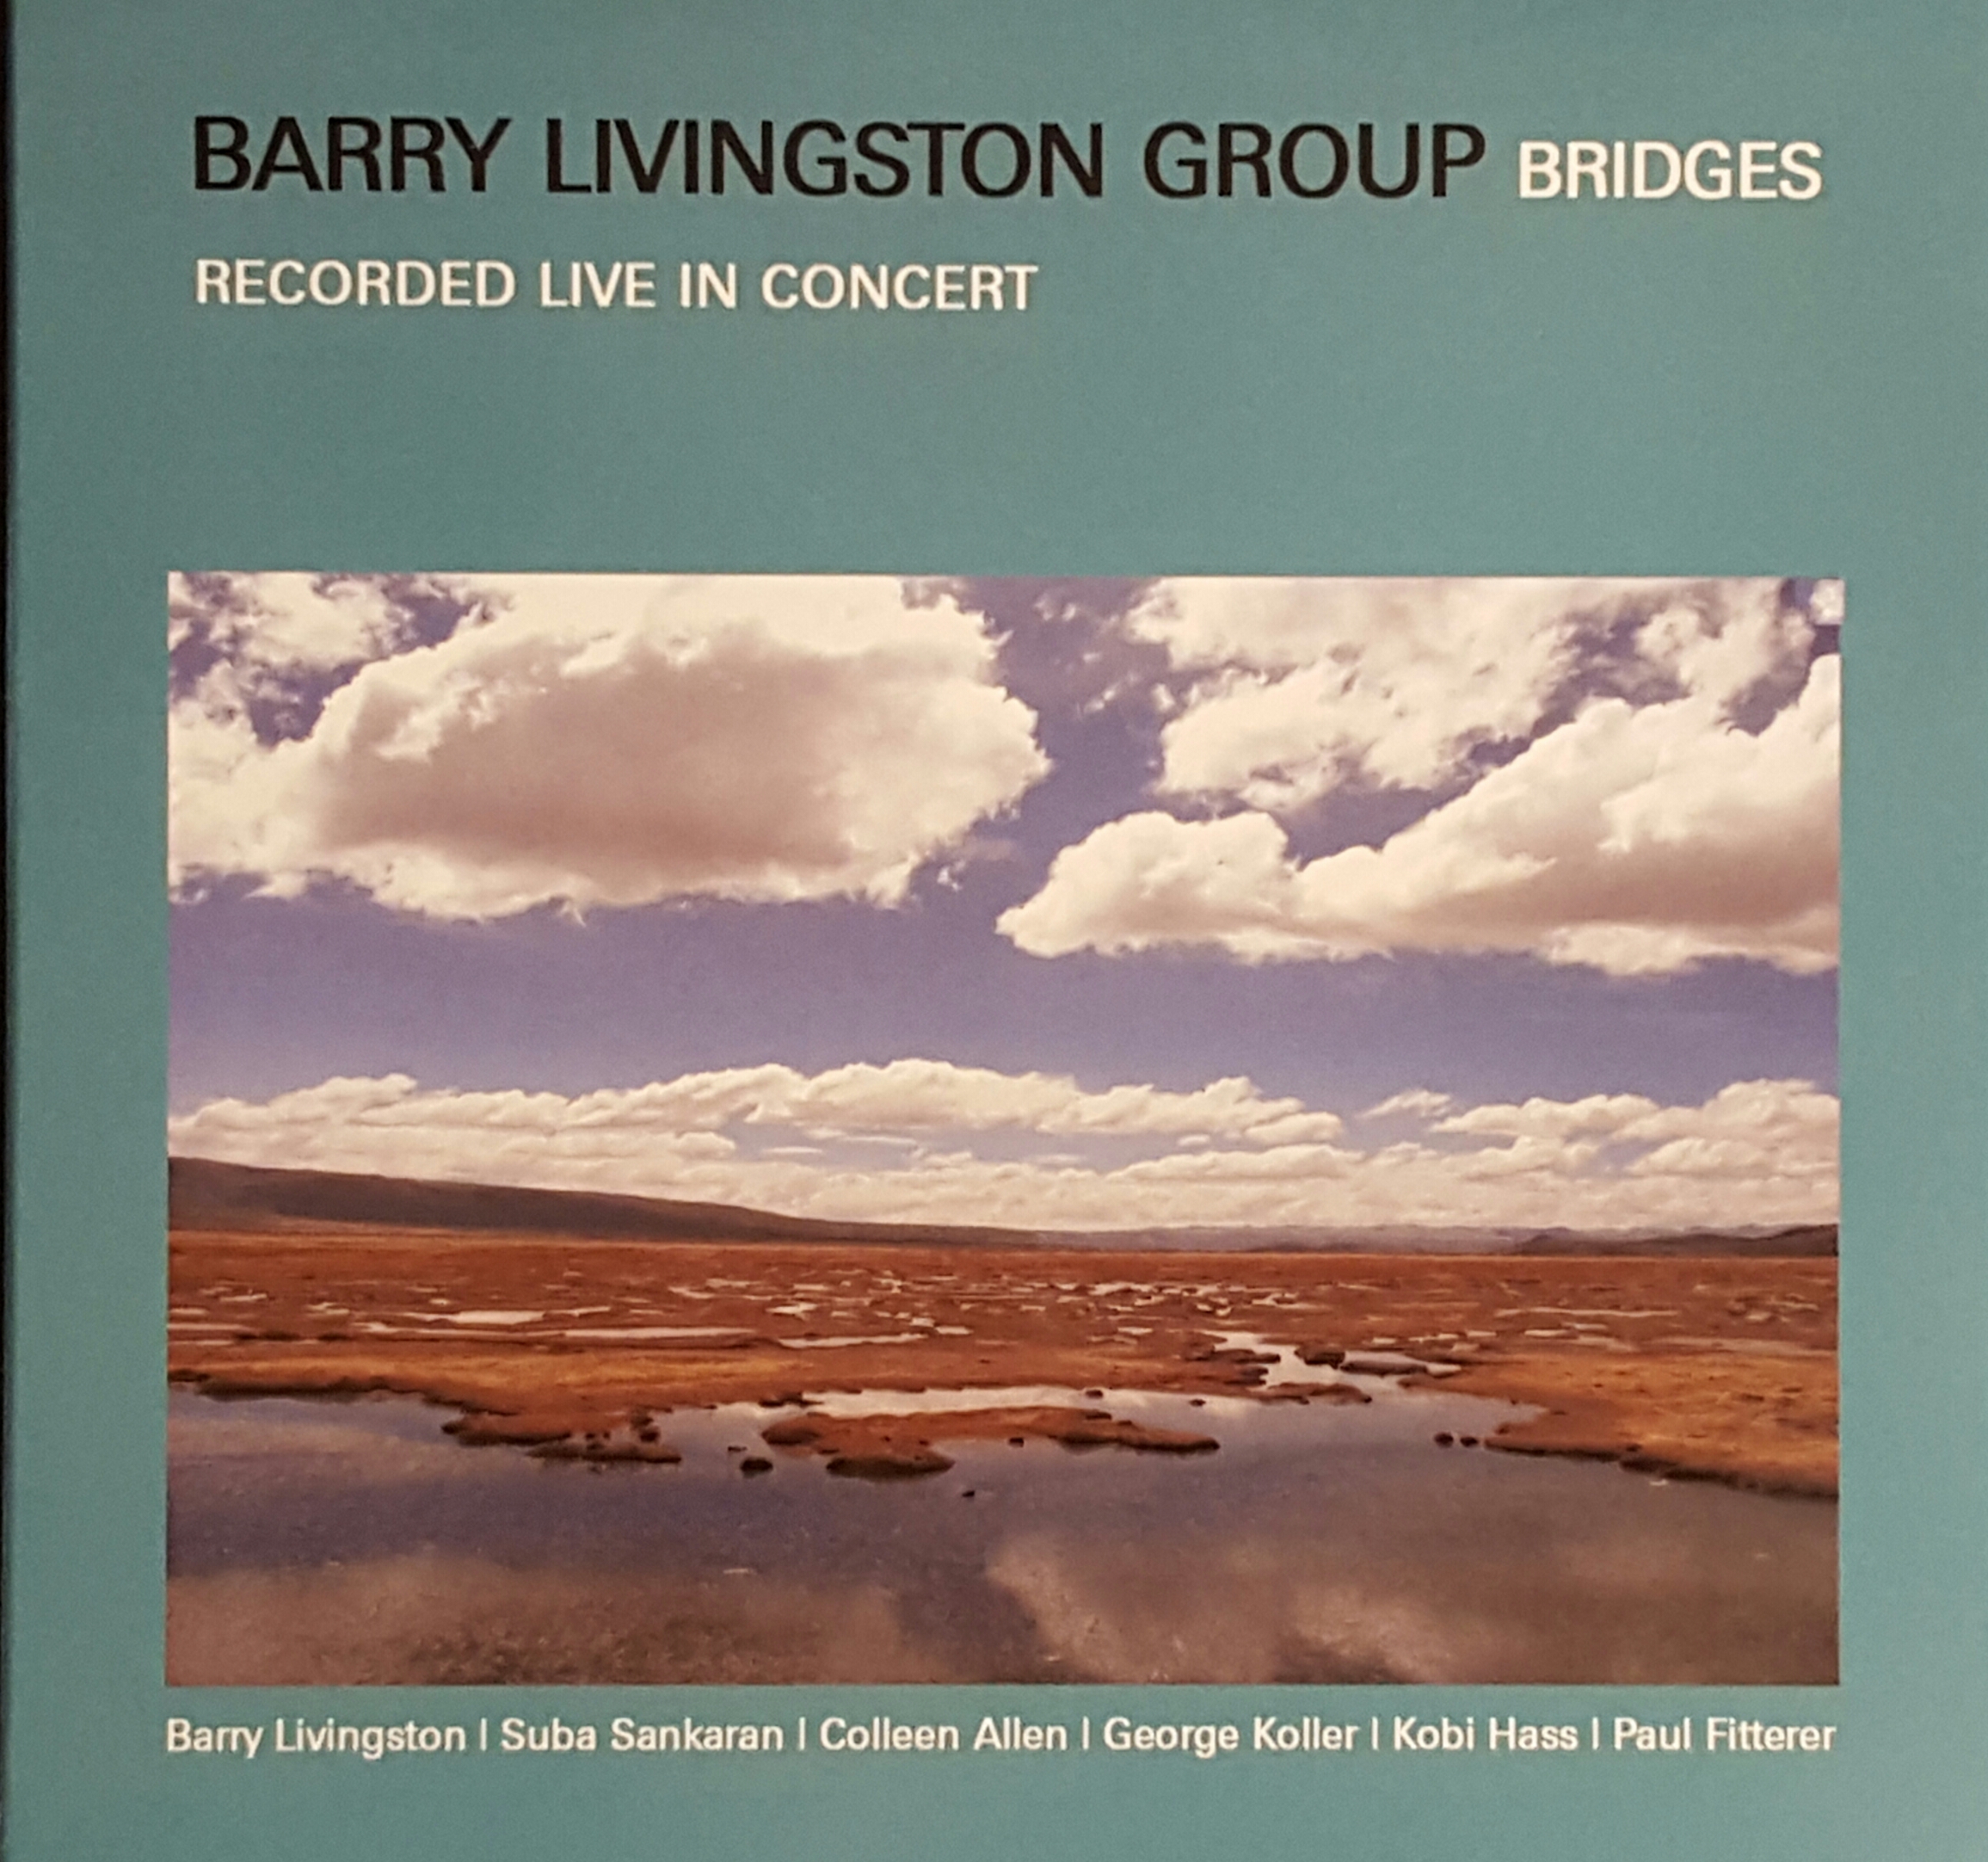 BARRY LIVINGSTON GROUP BRIDGES
RECORDED LIVE IN CONCERT
Barry Livingston | Suba Sankaran | Colleen Allen | George Koller | Kobi Hass | Paul Fitterer